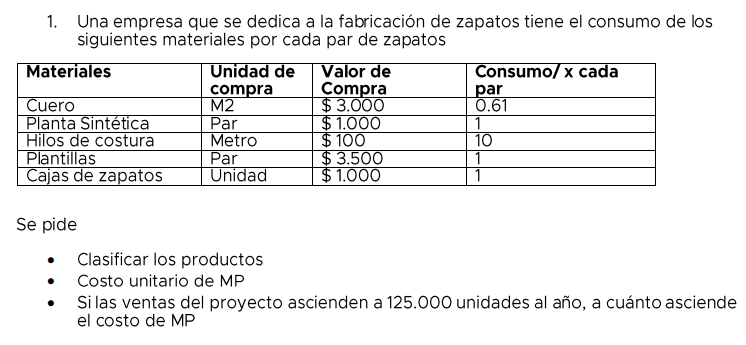 1. Una empresa que se dedica a la fabricación de zapatos tiene el consumo de los
siguientes materiales por cada par de zapatos
Materiales Unidad de compra Valor de Compra Consumo/ x cada par
Cuero M2 $ 3.000 0.61
Planta Sintética Par $ 1.000 1
Hilos de costura Metro $ 100 10
Plantillas Par $ 3.500 1
Cajas de zapatos Unidad $ 1.000 1
Se pide
• Clasificar los productos
• Costo unitario de MP
• Si las ventas del proyecto ascienden a 125.000 unidades al año, a cuánto asciende
el costo de MP